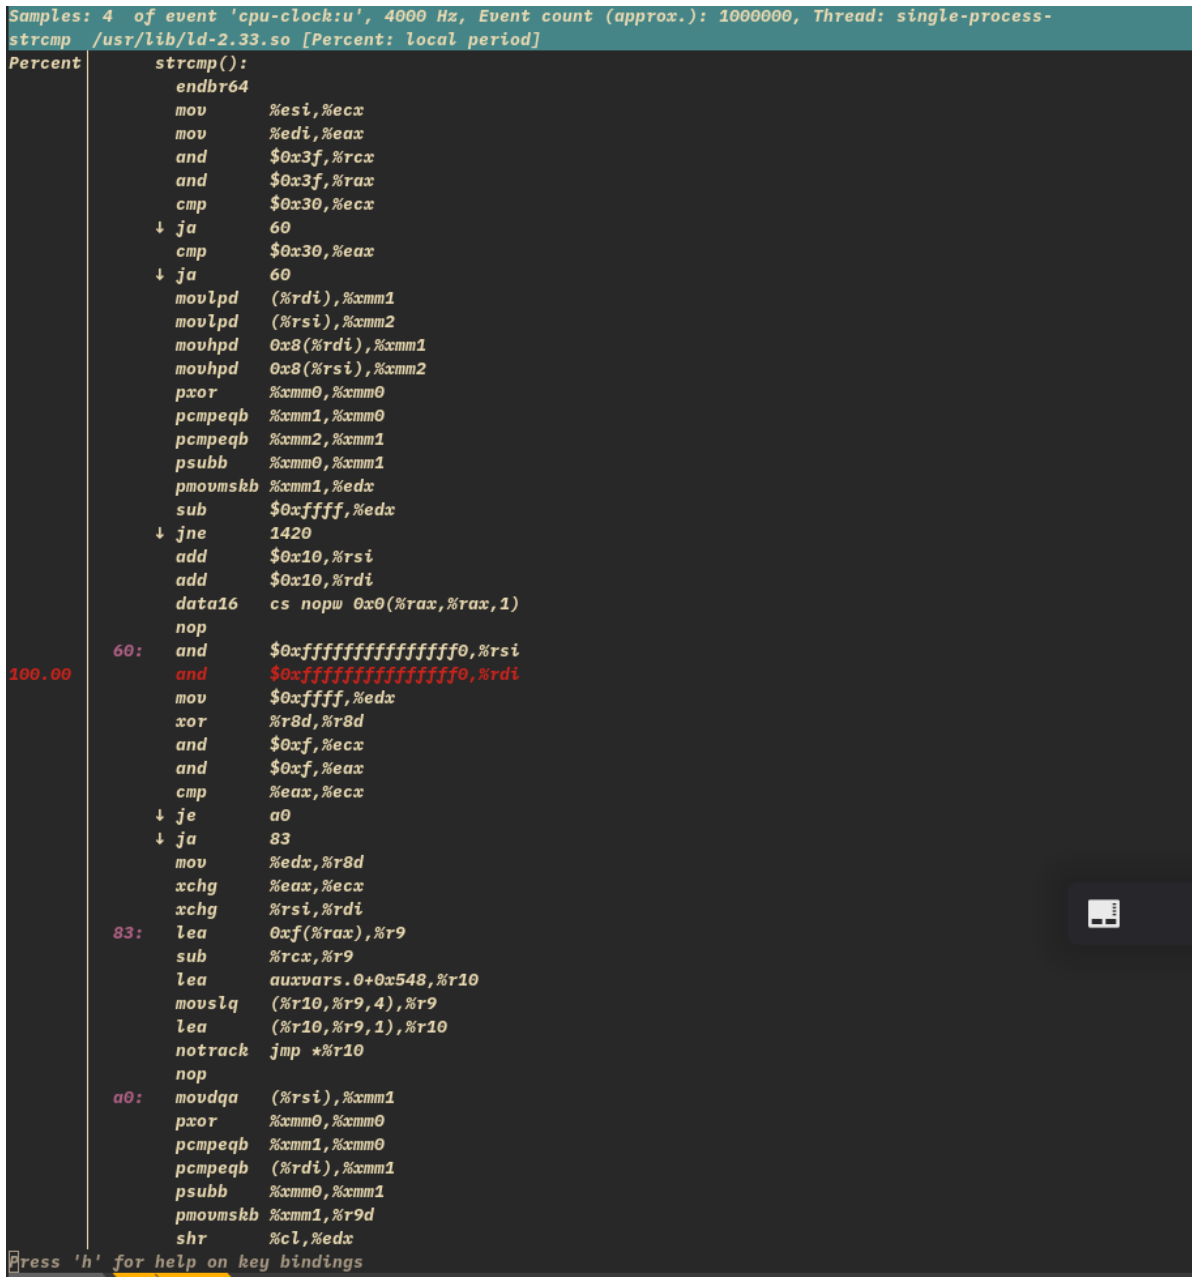 Samples: 4  of event 'cpu-clock:u', 4000 Hz, Event count (approx.): 1000000, Thread: single-process-
strcmp  /usr/lib/ld-2.33.so [Percent: local period]
Percent       strcmp():
                endbr64
                mov      %esi,%ecx
                mov      %edi,%eax
                and      $0x3f,%rcx
                and      $0x3f,%rax
                cmp      $0x30,%ecx
              ↓ ja       60
                cmp      $0x30,%eax
              ↓ ja       60
                movlpd   (%rdi),%xmm1
                movlpd   (%rsi),%xmm2
                movhpd   0x8(%rdi),%xmm1
                movhpd   0x8(%rsi),%xmm2
                pxor     %xmm0,%xmm0
                pcmpeqb  %xmm1,%xmm0
                pcmpeqb  %xmm2,%xmm1
                psubb    %xmm0,%xmm1
                pmovmskb %xmm1,%edx
                sub      $0xffff,%edx
              ↓ jne      1420
                add      $0x10,%rsi
                add      $0x10,%rdi
                data16   cs nopw 0x0(%rax,%rax,1)
                nop
          60:   and      $0xfffffffffffffff0,%rsi
100.00          and      $0xfffffffffffffff0,%rdi
                mov      $0xffff,%edx
                xor      %r8d,%r8d
                and      $0xf,%ecx
                and      $0xf,%eax
                cmp      %eax,%ecx
              ↓ je       a0
              ↓ ja       83
                mov      %edx,%r8d
                xchg     %eax,%ecx
                xchg     %rsi,%rdi
          83:   lea      0xf(%rax),%r9
                sub      %rcx,%r9
                lea      auxvars.0+0x548,%r10
                movslq   (%r10,%r9,4),%r9
                lea      (%r10,%r9,1),%r10
                notrack  jmp *%r10
                nop
          a0:   movdqa   (%rsi),%xmm1
                pxor     %xmm0,%xmm0
                pcmpeqb  %xmm1,%xmm0
                pcmpeqb  (%rdi),%xmm1
                psubb    %xmm0,%xmm1
                pmovmskb %xmm1,%r9d
                shr      %cl,%edx
Press 'h' for help on key bindings